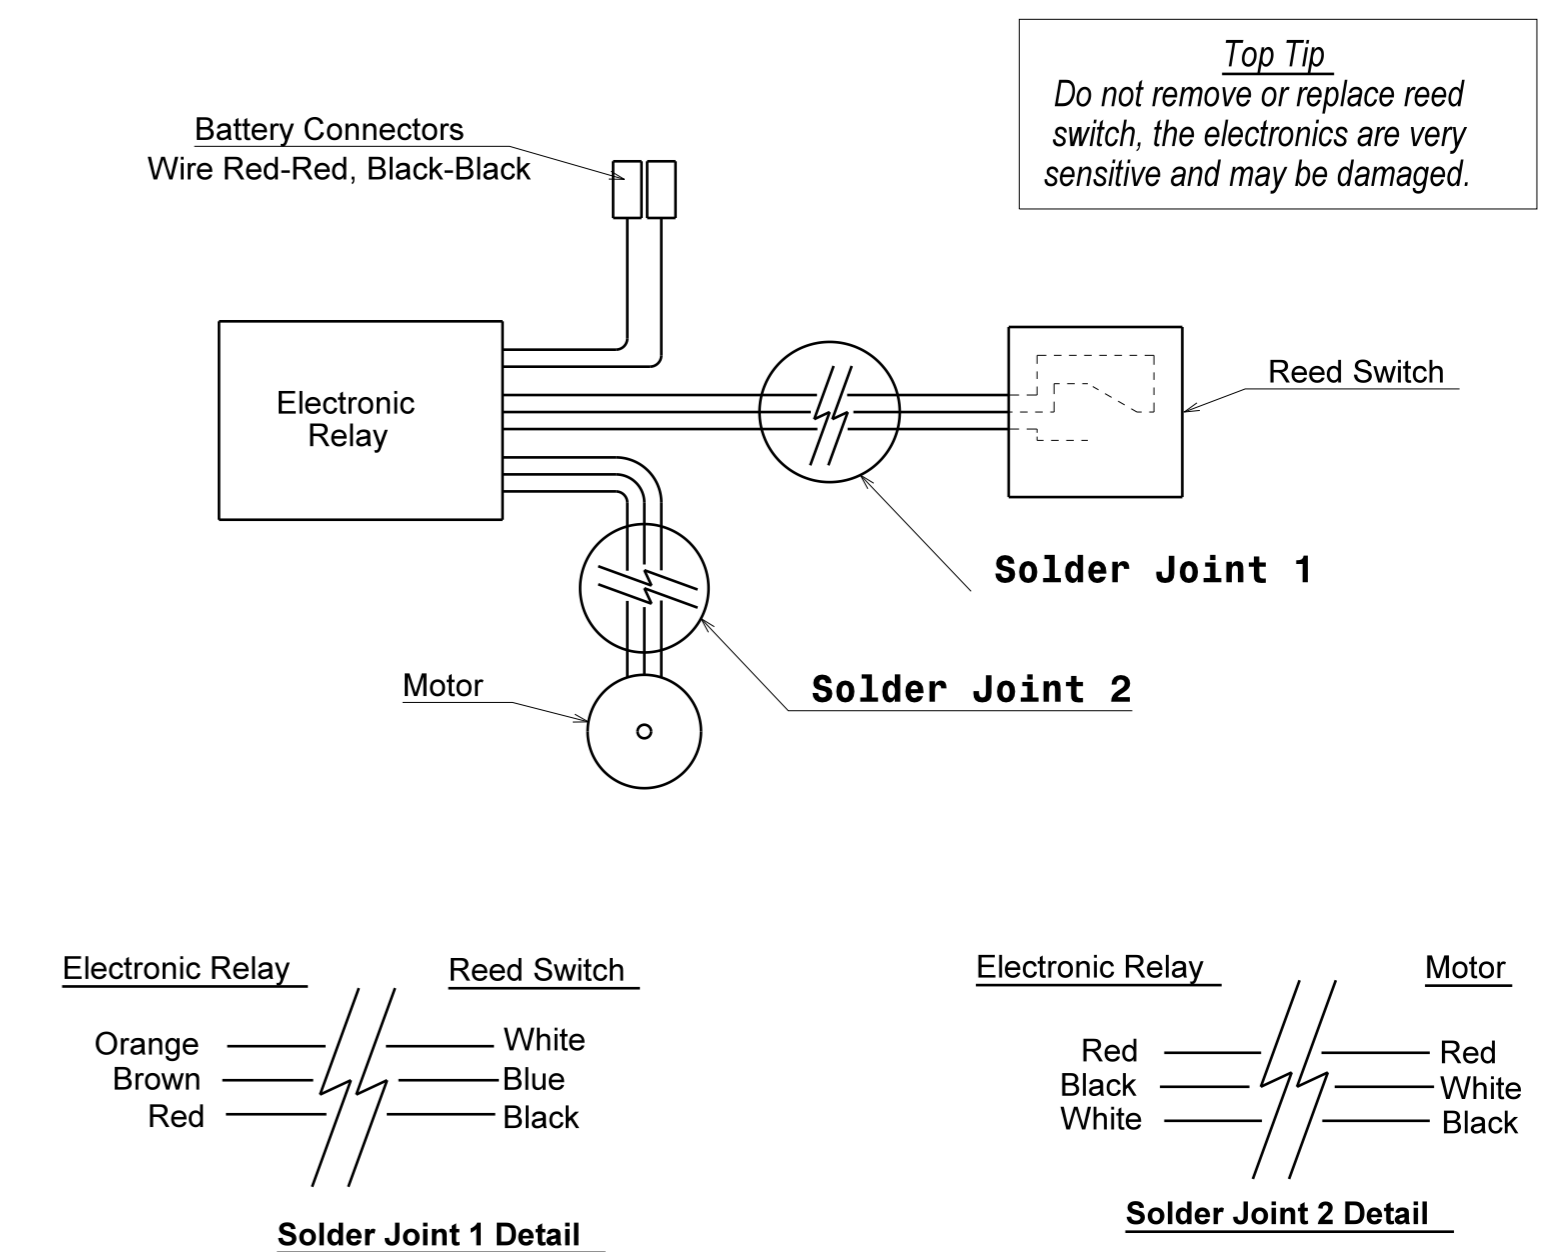 Top Tip
Do not remove or replace reed
switch, the electronics are very
sensitive and may be damaged.
Battery Connectors
Wire Red-Red, Black-Black
Electronic
Relay
Reed Switch
Solder Joint 1
Solder Joint 2
Motor
Electronic Relay
Reed Switch
Orange
White
Brown
Blue
Red
Black
Solder Joint 1 Detail
Electronic Relay
Motor
Red
Red
Black
White
White
Black
Solder Joint 2 Detail